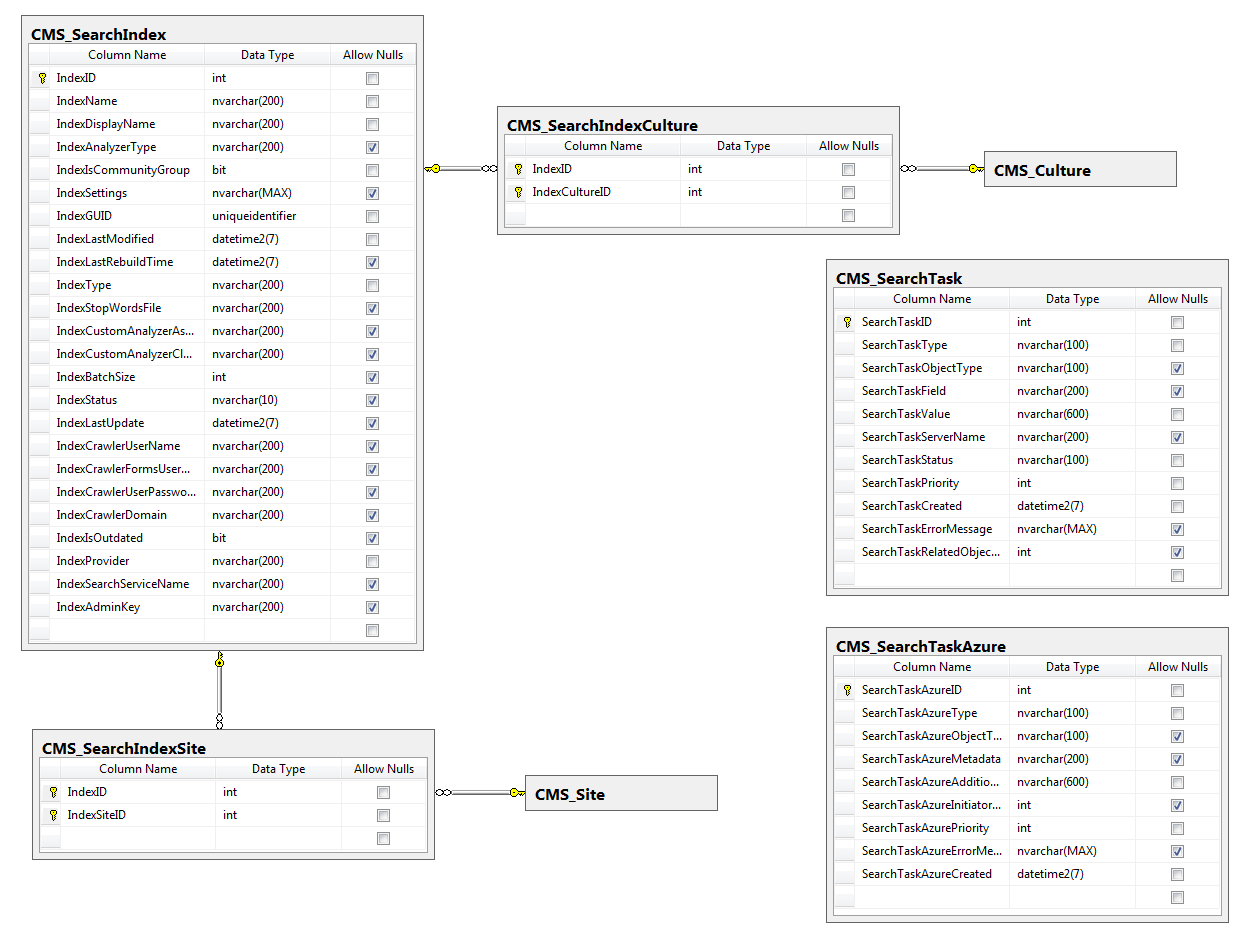 CMS_SearchIndex
Column Name Data Type Allow Nulls
IndexID int
IndexName nvarchar(200)
IndexDisplayName nvarchar(200)
IndexAnalyzerType nvarchar(200)
IndexIsCommunityGroup bit
IndexSettings nvarchar(MAX)
IndexGUID uniqueidentifier
IndexLastModified datetime2(7)
IndexLastRebuildTime datetime2(7)
IndexType nvarchar(200)
IndexStopWordsFile nvarchar(200)
IndexCustomAnalyzerAs... nvarchar(200)
IndexCustomAnalyzerCl... nvarchar(200)
IndexBatchSize int
IndexStatus nvarchar(10)
IndexLastUpdate datetime2(7)
IndexCrawlerUserName nvarchar(200)
IndexCrawlerFormsUser... nvarchar(200)
IndexCrawlerUserPasswo... nvarchar(200)
IndexCrawlerDomain nvarchar(200)
IndexIsOutdated bit
IndexProvider nvarchar(200)
IndexSearchServiceName nvarchar(200)
IndexAdminKey nvarchar(200)
CMS_SearchIndexCulture
Column Name Data Type Allow Nulls
IndexID int
IndexCultureID int
CMS_Culture
CMS_SearchTask
Column Name Data Type Allow Nulls
SearchTaskID int
SearchTaskType nvarchar(100)
SearchTaskObjectType nvarchar(100)
SearchTaskField nvarchar(200)
SearchTaskValue nvarchar(600)
SearchTaskServerName nvarchar(200)
SearchTaskStatus nvarchar(100)
SearchTaskPriority int
SearchTaskCreated datetime2(7)
SearchTaskErrorMessage nvarchar(MAX)
SearchTaskRelatedObjec... int
CMS_SearchTaskAzure
Column Name Data Type Allow Nulls
SearchTaskAzureID int
SearchTaskAzureType nvarchar(100)
SearchTaskAzureObjectT... nvarchar(100)
SearchTaskAzureMetadata nvarchar(200)
SearchTaskAzureAdditio... nvarchar(600)
SearchTaskAzureInitiator... int
SearchTaskAzurePriority int
SearchTaskAzureErrorMe... nvarchar(MAX)
SearchTaskAzureCreated datetime2(7)
CMS_SearchIndexSite
Column Name Data Type Allow Nulls
IndexID int
IndexSiteID int
CMS_Site